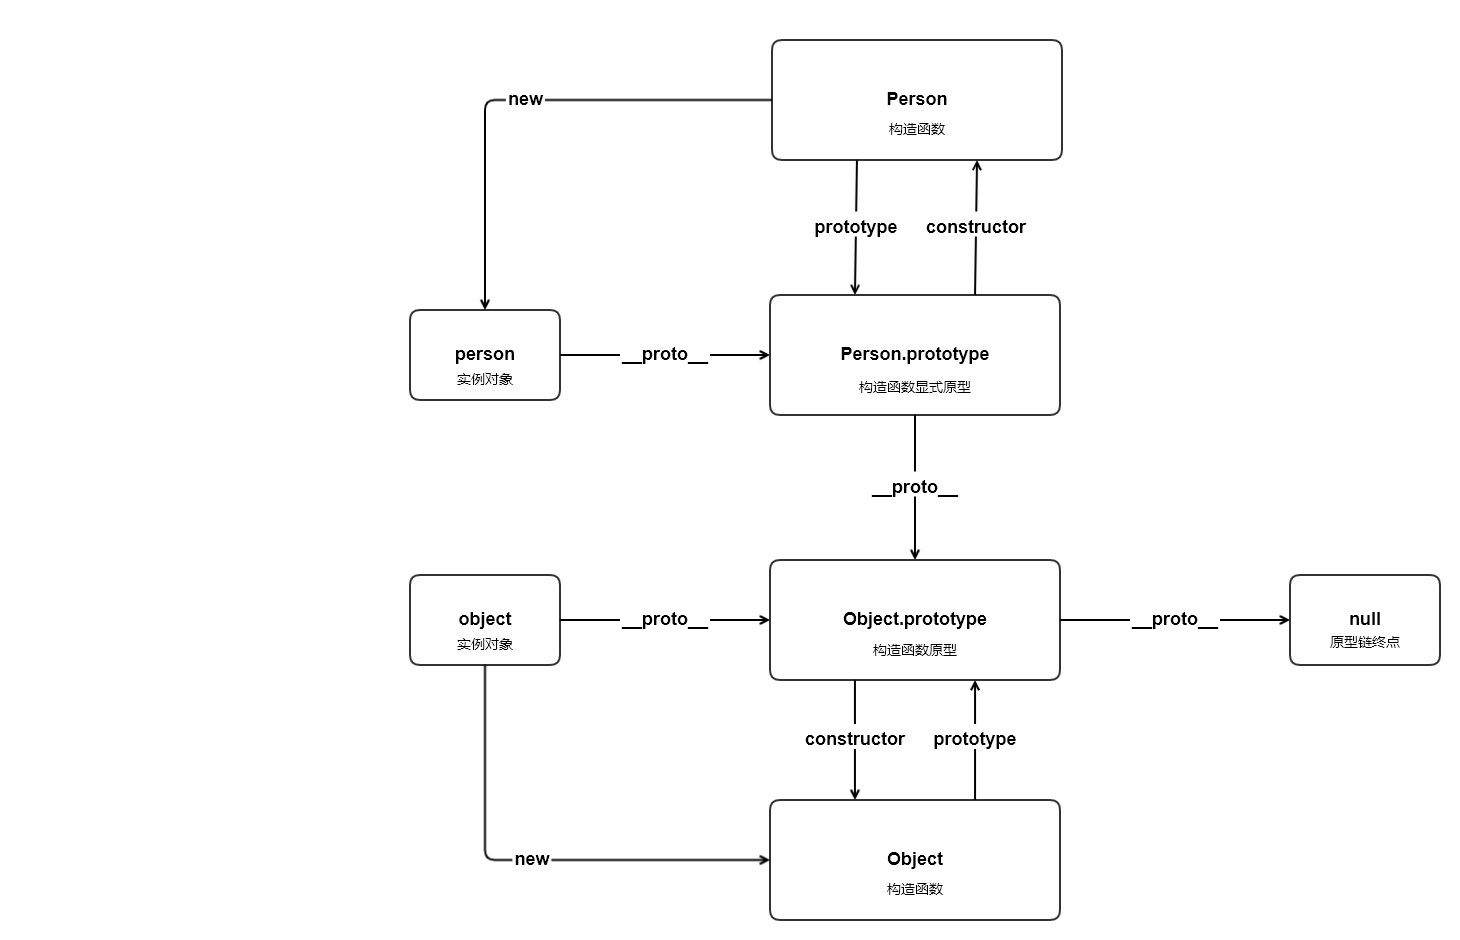 new
Person
构造函数
prototype
constructor
person
实例对象
__proto__
Person.prototype
构造函数显式原型
__proto__
object
实例对象
__proto__
Object.prototype
构造函数原型
__proto__
null
原型链终点
constructor
prototype
new
Object
构造函数